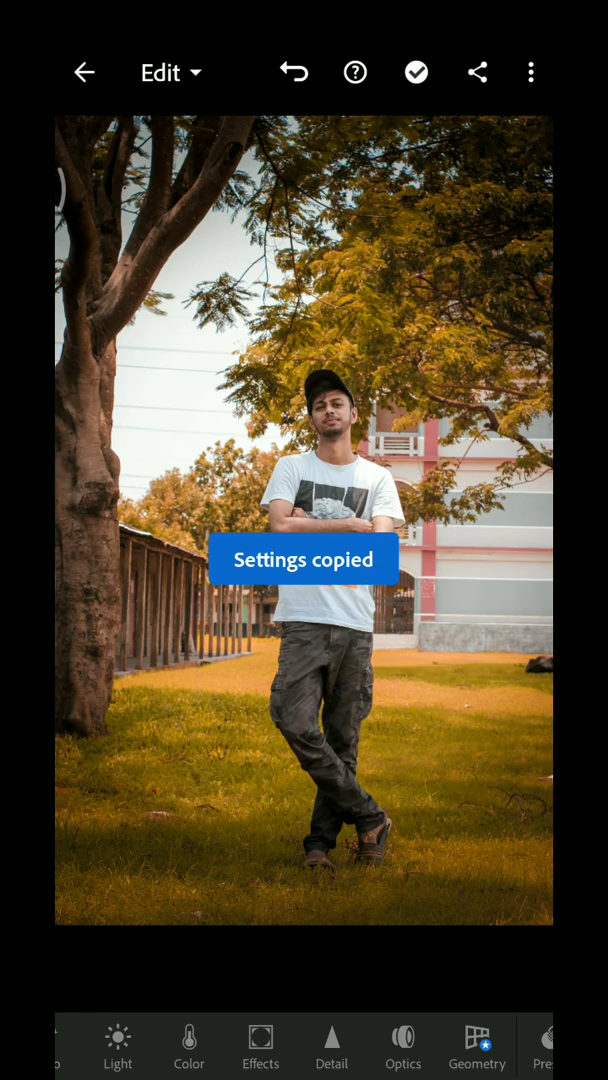 Edit
Settings copied
Light
Color
Effects
Detail
Optics
Geometry